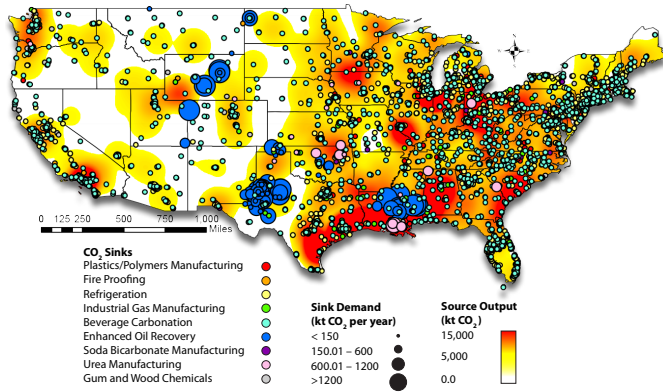 0 125 250 500 750 1,000
Miles
CO2 Sinks
Plastics/Polymers Manufacturing
Fire Proofing
Refrigeration
Industrial Gas Manufacturing
Beverage Carbonation
Enhanced Oil Recovery
Soda Bicarbonate Manufacturing
Urea Manufacturing
Gum and Wood Chemicals
Sink Demand
(kt CO2 per year)
< 150
150.01 – 600
600.01 – 1200
>1200
Source Output
(kt CO2)
15,000
5,000
0.0